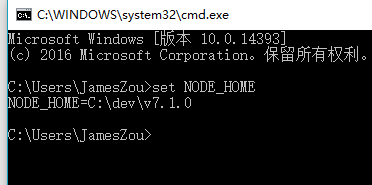 C:\WINDOWS\system32\cmd.exe
Microsoft Windows [版本 10.0.14393]
(c) 2016 Microsoft Corporation。保留所有权利。
C:\Users\JamesZou>set NODE_HOME
NODE_HOME=C:\dev\v7.1.0
C:\Users\JamesZou>